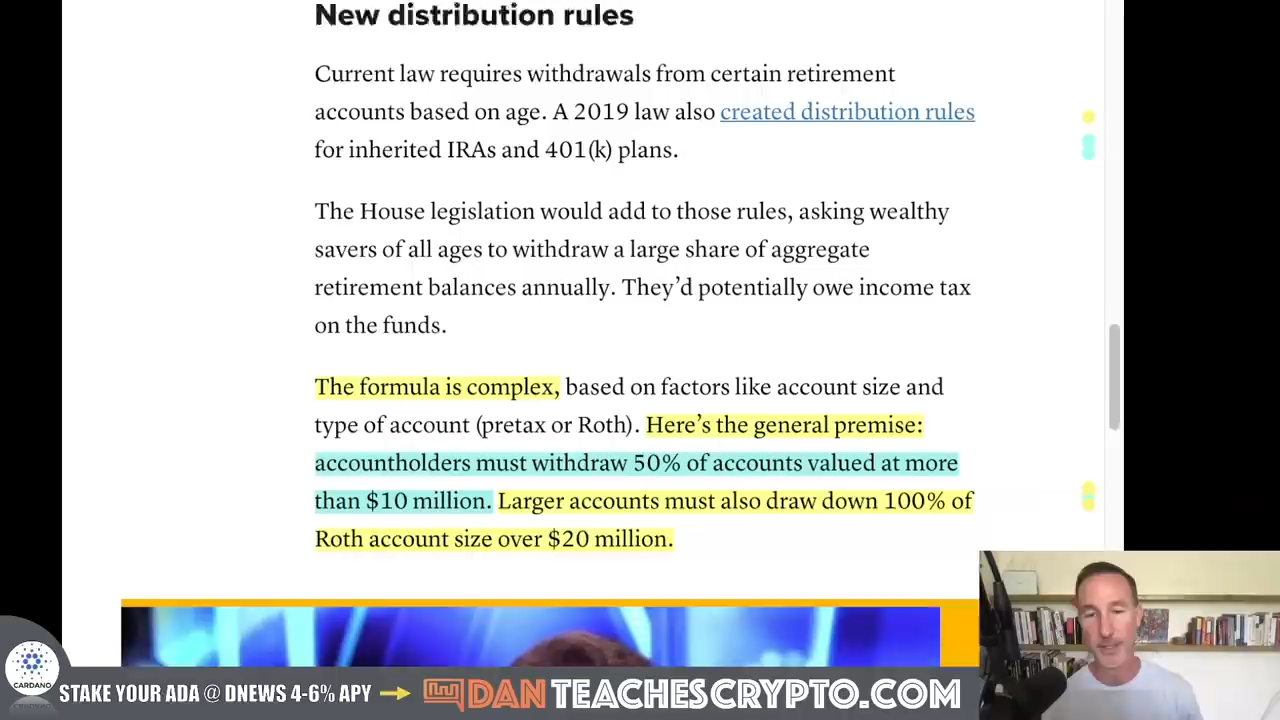 New distribution rules
Current law requires withdrawals from certain retirement
accounts based on age. A 2019 law also created distribution rules
for inherited IRAs and 401(k) plans.
The House legislation would add to those rules, asking wealthy
savers of all ages to withdraw a large share of aggregate
retirement balances annually. They’d potentially owe income tax
on the funds.
The formula is complex, based on factors like account size and
type of account (pretax or Roth). Here’s the general premise:
accountholders must withdraw 50% of accounts valued at more
than $10 million. Larger accounts must also draw down 100% of
Roth account size over $20 million.
CARDANO
STAKE YOUR ADA @ DNEWS 4-6% APY
DANTEACHESCRYPTO.COM